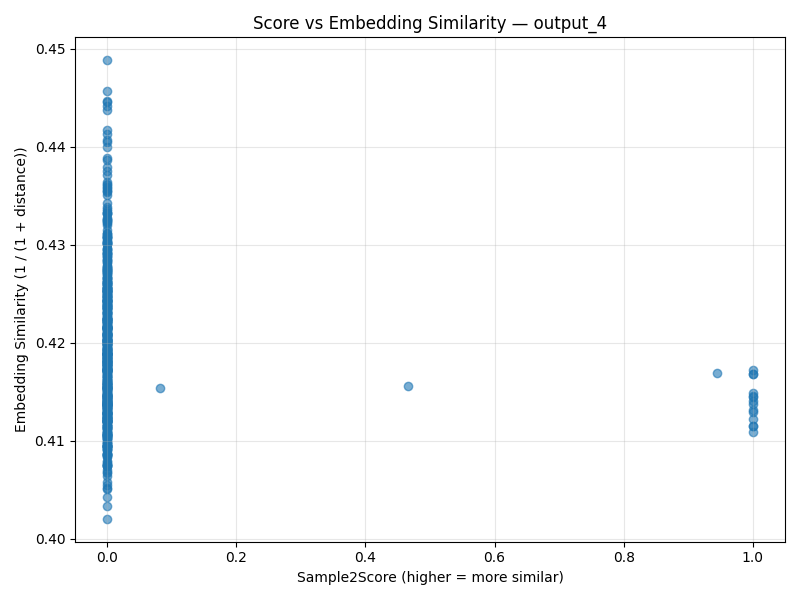 Score vs Embedding Similarity — output_4
Embedding Similarity (1 / (1 + distance))
0.45
0.44
0.43
0.42
0.41
0.40
0.0 0.2 0.4 0.6 0.8 1.0
Sample2Score (higher = more similar)